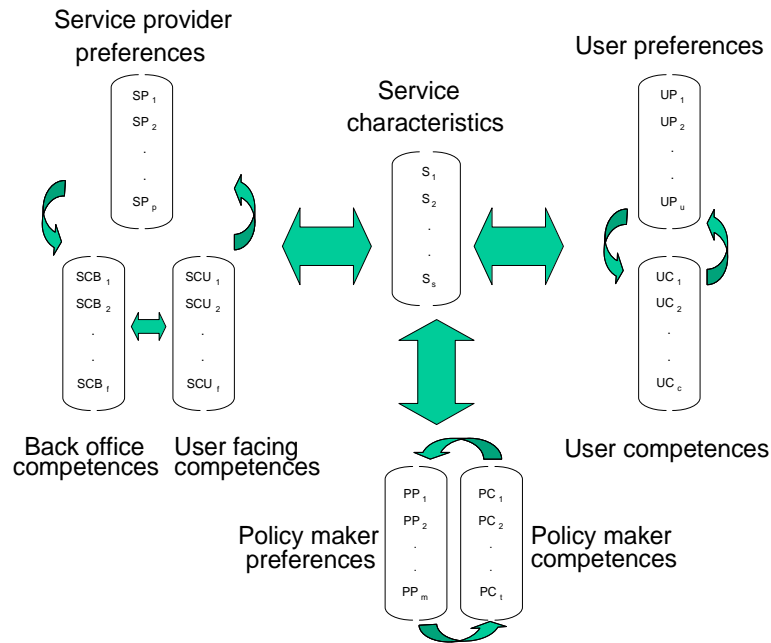 Service provider
preferences
SP 1
SP 2
.
.
SP p
SCB 1
SCB 2
.
.
SCB f
SCU 1
SCU 2
.
.
SCU f
Back office
competences
User facing
competences
Service
characteristics
S 1
S 2
.
.
S s
User preferences
UP 1
UP 2
.
.
UP u
UC 1
UC 2
.
.
UC c
User competences
Policy maker
preferences
PP 1
PP 2
.
.
PP m
PC 1
PC 2
.
.
PC t
Policy maker
competences